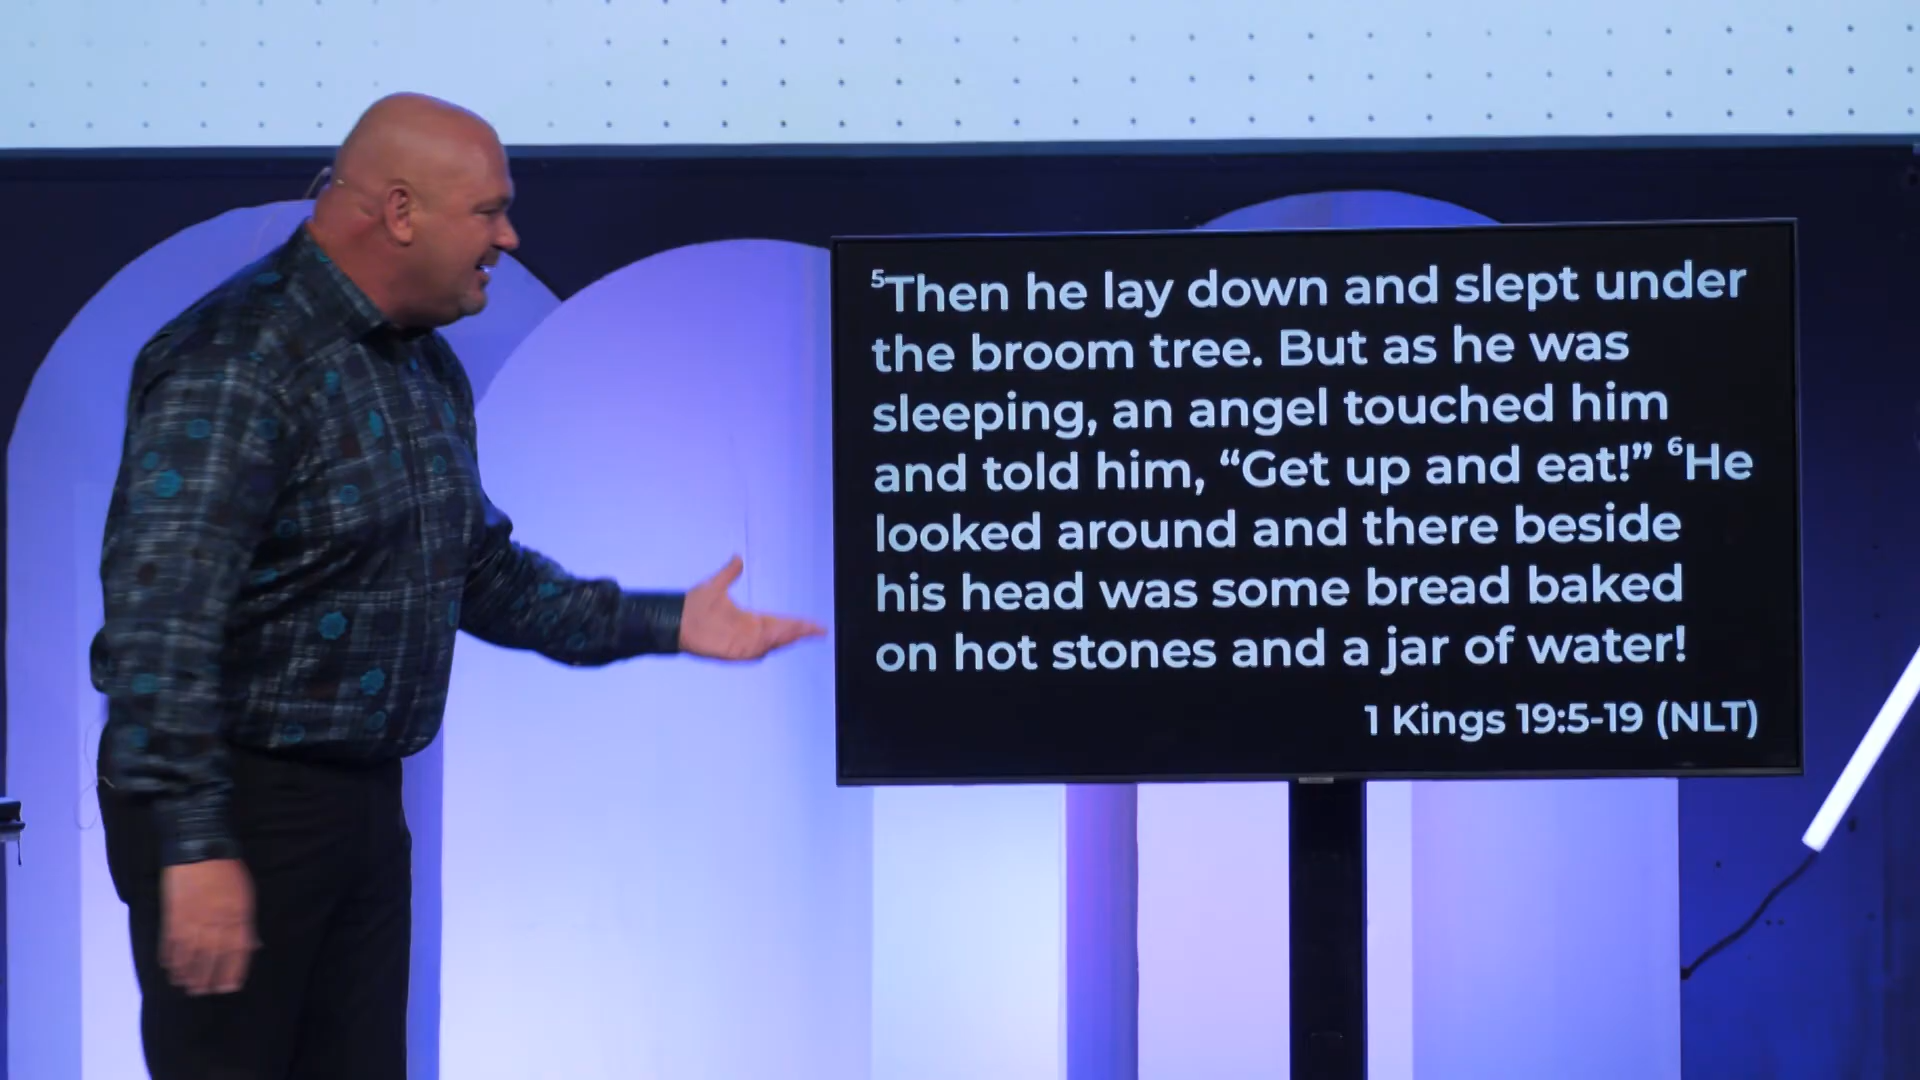 ⁵Then he lay down and slept under
the broom tree. But as he was
sleeping, an angel touched him
and told him, “Get up and eat!” ⁶He
looked around and there beside
his head was some bread baked
on hot stones and a jar of water!
1 Kings 19:5-19 (NLT)